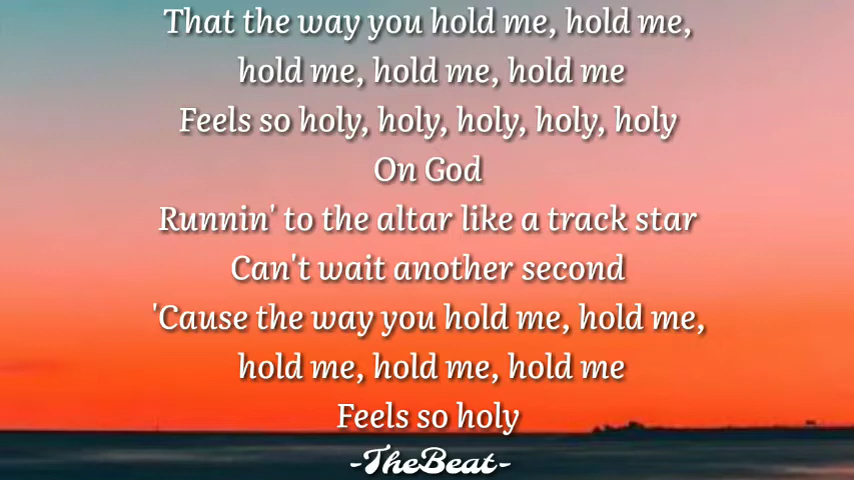 That the way you hold me, hold me,
hold me, hold me, hold me
Feels so holy, holy, holy, holy, holy
On God
Runnin' to the altar like a track star
Can't wait another second
'Cause the way you hold me, hold me,
hold me, hold me, hold me
Feels so holy
-TheBeat-